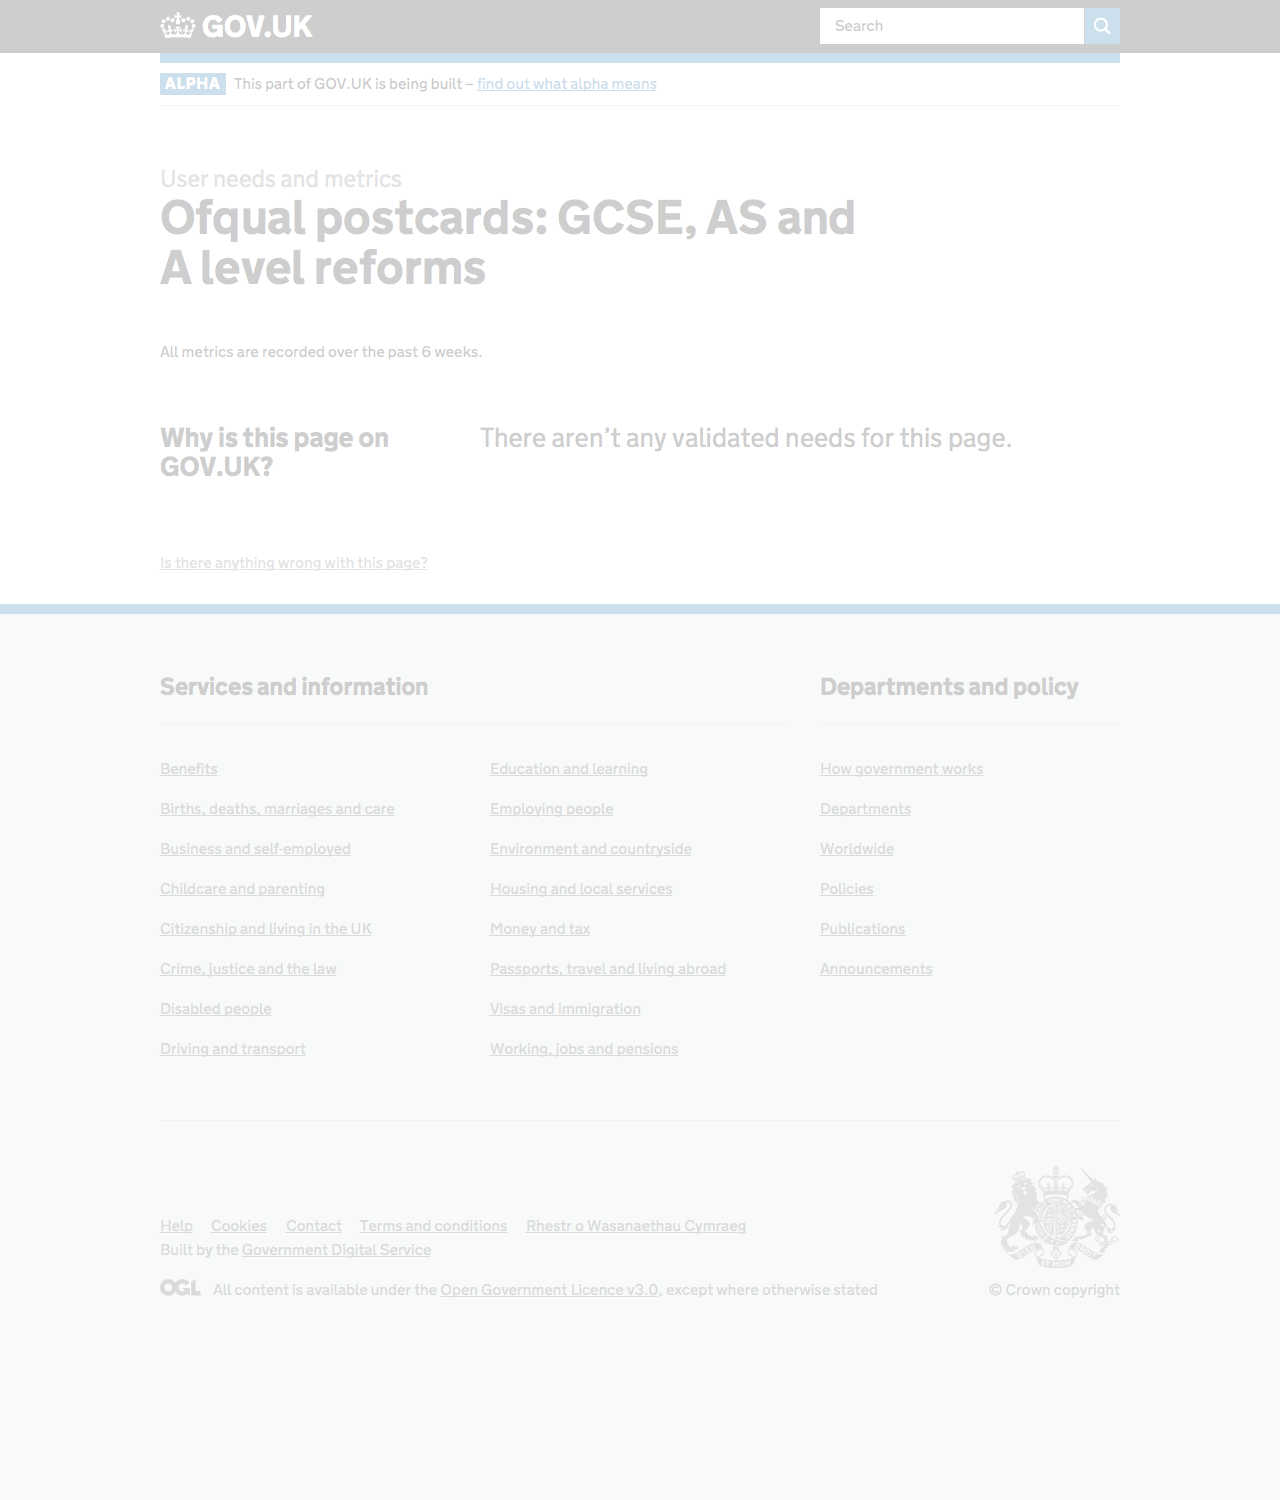 GOV.UK
Search
ALPHA This part of GOV.UK is being built – find out what alpha means
User needs and metrics
Ofqual postcards: GCSE, AS and
A level reforms
All metrics are recorded over the past 6 weeks.
Why is this page on
GOV.UK?
There aren’t any validated needs for this page.
Is there anything wrong with this page?
Services and information
Benefits
Births, deaths, marriages and care
Business and self-employed
Childcare and parenting
Citizenship and living in the UK
Crime, justice and the law
Disabled people
Driving and transport
Education and learning
Employing people
Environment and countryside
Housing and local services
Money and tax
Passports, travel and living abroad
Visas and immigration
Working, jobs and pensions
Departments and policy
How government works
Departments
Worldwide
Policies
Publications
Announcements
Help Cookies Contact Terms and conditions Rhestr o Wasanaethau Cymraeg
Built by the Government Digital Service
OGL All content is available under the Open Government Licence v3.0, except where otherwise stated
© Crown copyright